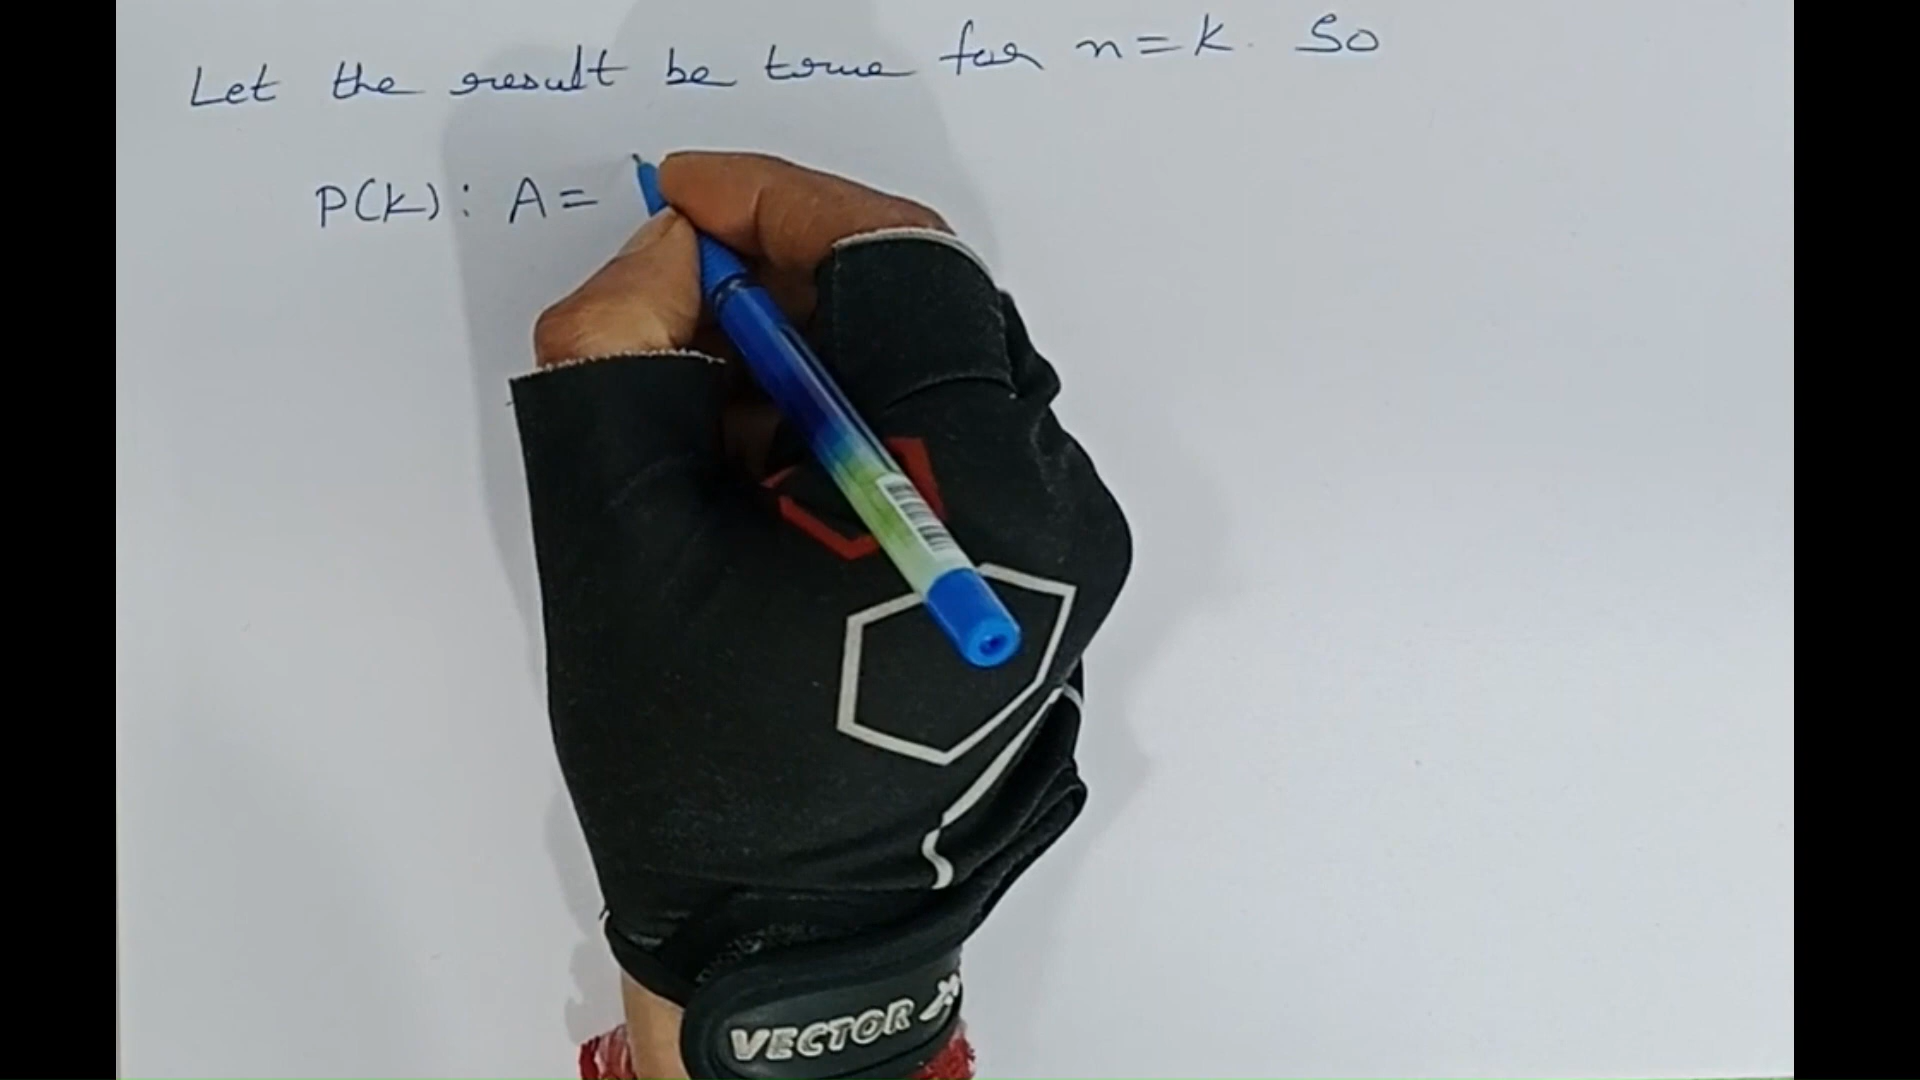 Let the result be true for n=k. So
P(k): A=
VECTOR X